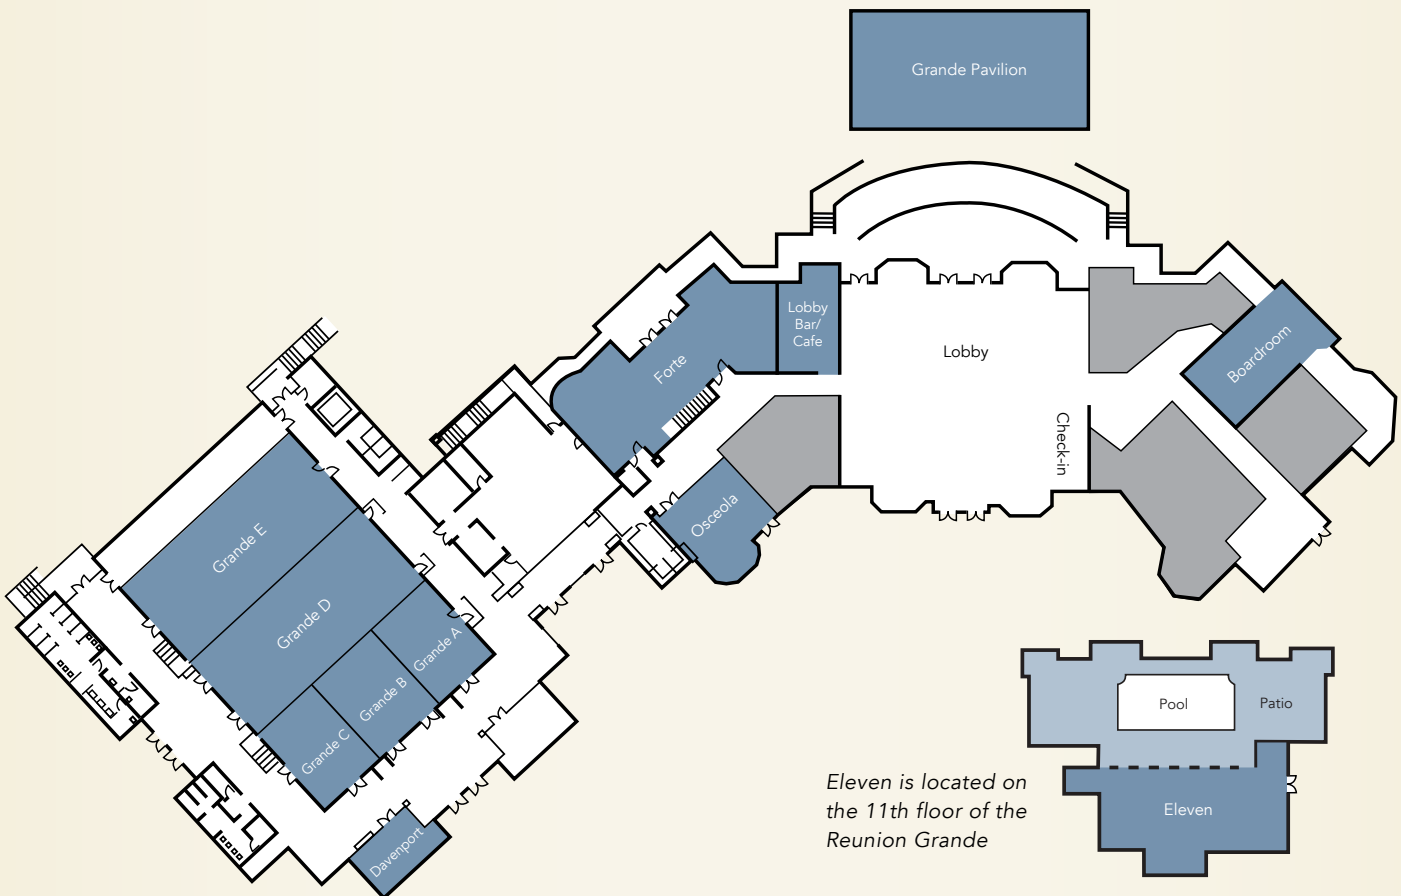 Grande Pavilion
Lobby
Bar/
Cafe
Lobby
Forte
Boardroom
Check-in
Osceola
Grande E
Grande D
Grande A
Grande B
Grande C
Davenport
Pool
Patio
Eleven
Eleven is located on
the 11th floor of the
Reunion Grande